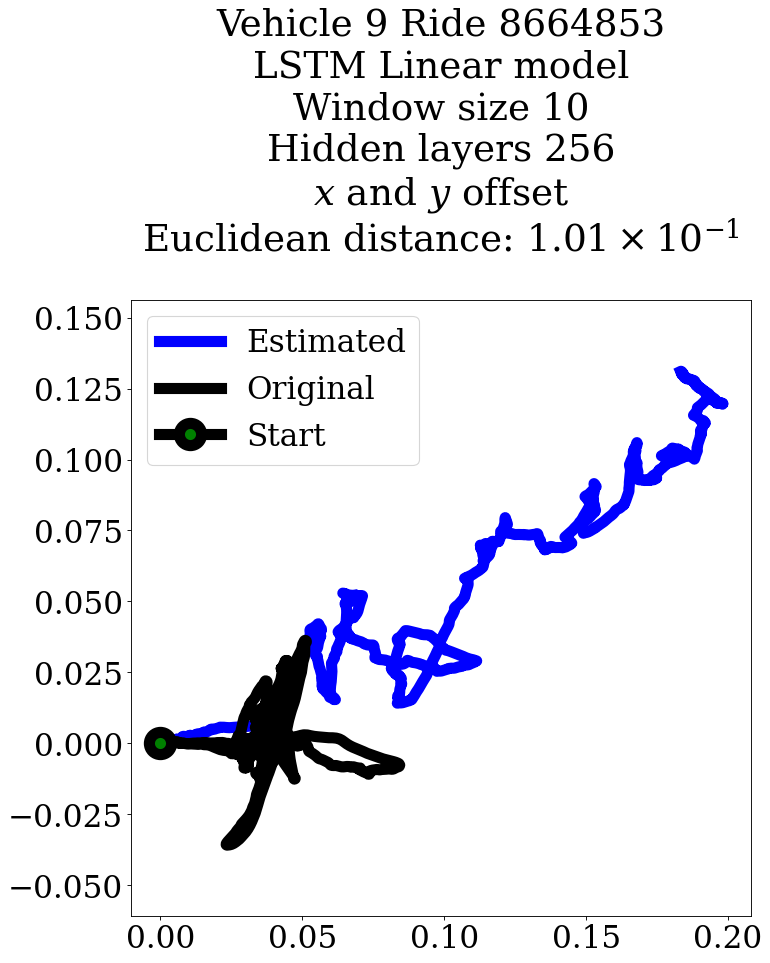 Vehicle 9 Ride 8664853
LSTM Linear model
Window size 10
Hidden layers 256
x and y offset
Euclidean distance: 1.01 × 10⁻¹
Estimated
Original
Start
0.150
0.125
0.100
0.075
0.050
0.025
0.000
−0.025
−0.050
0.00 0.05 0.10 0.15 0.20